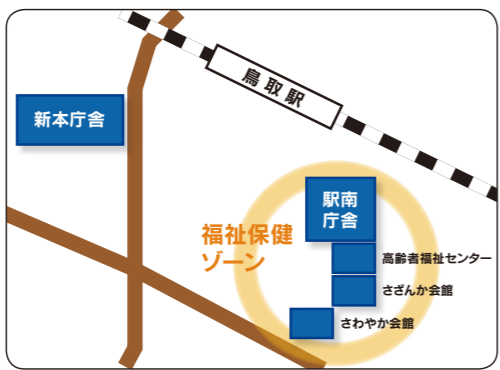 鳥取駅
新本庁舎
駅南
庁舎
福祉保健
ゾーン
高齢者福祉センター
さざんか会館
さわやか会館